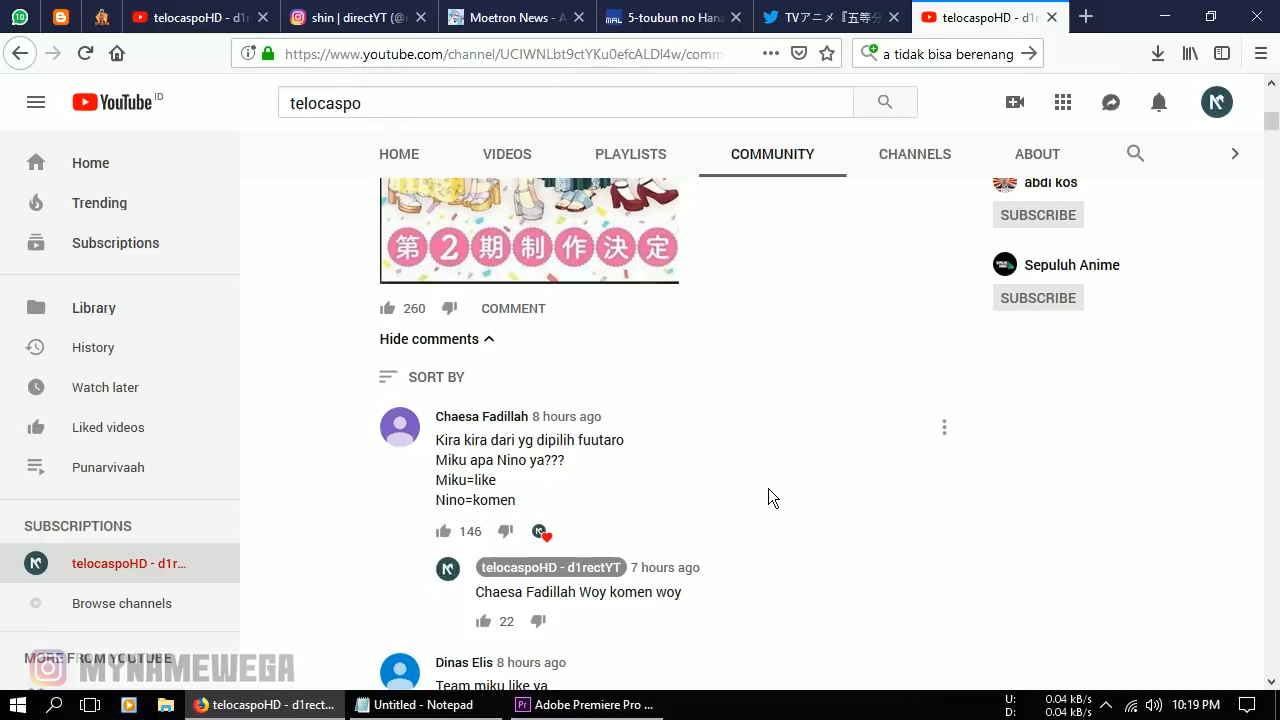 telocaspoHD - d1r
shin | dɪrectYT (@
Moetron News - A
5-toubun no Hana
TVアニメ『五等分
telocaspoHD - d1r
https://www.youtube.com/channel/UCIWNLbt9ctYKu0efcALDl4w/comm
a tidak bisa berenang
YouTube ID
telocaspo
Home
Trending
Subscriptions
Library
History
Watch later
Liked videos
Punarvivaah
SUBSCRIPTIONS
telocaspoHD - d1r...
Browse channels
MORE FROM YOUTUBE
MYNAMEWEGA
HOME VIDEOS PLAYLISTS COMMUNITY CHANNELS ABOUT
第2期制作決定
260 COMMENT
Hide comments
SORT BY
Chaesa Fadillah 8 hours ago
Kira kira dari yg dipilih fuutaro
Miku apa Nino ya???
Miku=like
Nino=komen
146
telocaspoHD - d1rectYT 7 hours ago
Chaesa Fadillah Woy komen woy
22
Dinas Elis 8 hours ago
Team miku like ya
abdi kos
SUBSCRIBE
Sepuluh Anime
SUBSCRIBE
telocaspoHD - d1rect...
Untitled - Notepad
Adobe Premiere Pro ...
U: 0.04 kB/s
D: 0.04 kB/s
10:19 PM